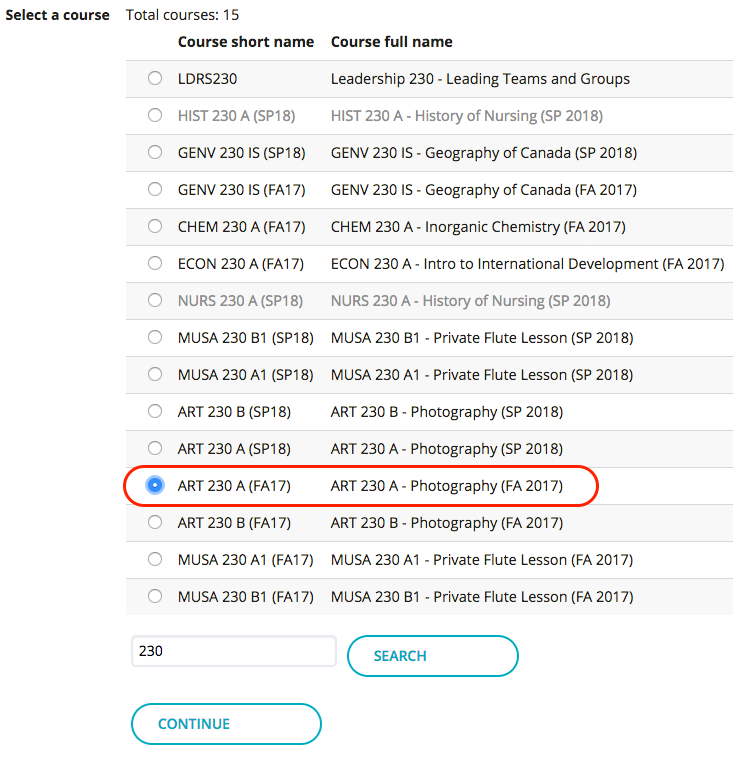 Select a course Total courses: 15
Course short name Course full name
LDRS230 Leadership 230 - Leading Teams and Groups
HIST 230 A (SP18) HIST 230 A - History of Nursing (SP 2018)
GENV 230 IS (SP18) GENV 230 IS - Geography of Canada (SP 2018)
GENV 230 IS (FA17) GENV 230 IS - Geography of Canada (FA 2017)
CHEM 230 A (FA17) CHEM 230 A - Inorganic Chemistry (FA 2017)
ECON 230 A (FA17) ECON 230 A - Intro to International Development (FA 2017)
NURS 230 A (SP18) NURS 230 A - History of Nursing (SP 2018)
MUSA 230 B1 (SP18) MUSA 230 B1 - Private Flute Lesson (SP 2018)
MUSA 230 A1 (SP18) MUSA 230 A1 - Private Flute Lesson (SP 2018)
ART 230 B (SP18) ART 230 B - Photography (SP 2018)
ART 230 A (SP18) ART 230 A - Photography (SP 2018)
ART 230 A (FA17) ART 230 A - Photography (FA 2017)
ART 230 B (FA17) ART 230 B - Photography (FA 2017)
MUSA 230 A1 (FA17) MUSA 230 A1 - Private Flute Lesson (FA 2017)
MUSA 230 B1 (FA17) MUSA 230 B1 - Private Flute Lesson (FA 2017)
230 SEARCH
CONTINUE